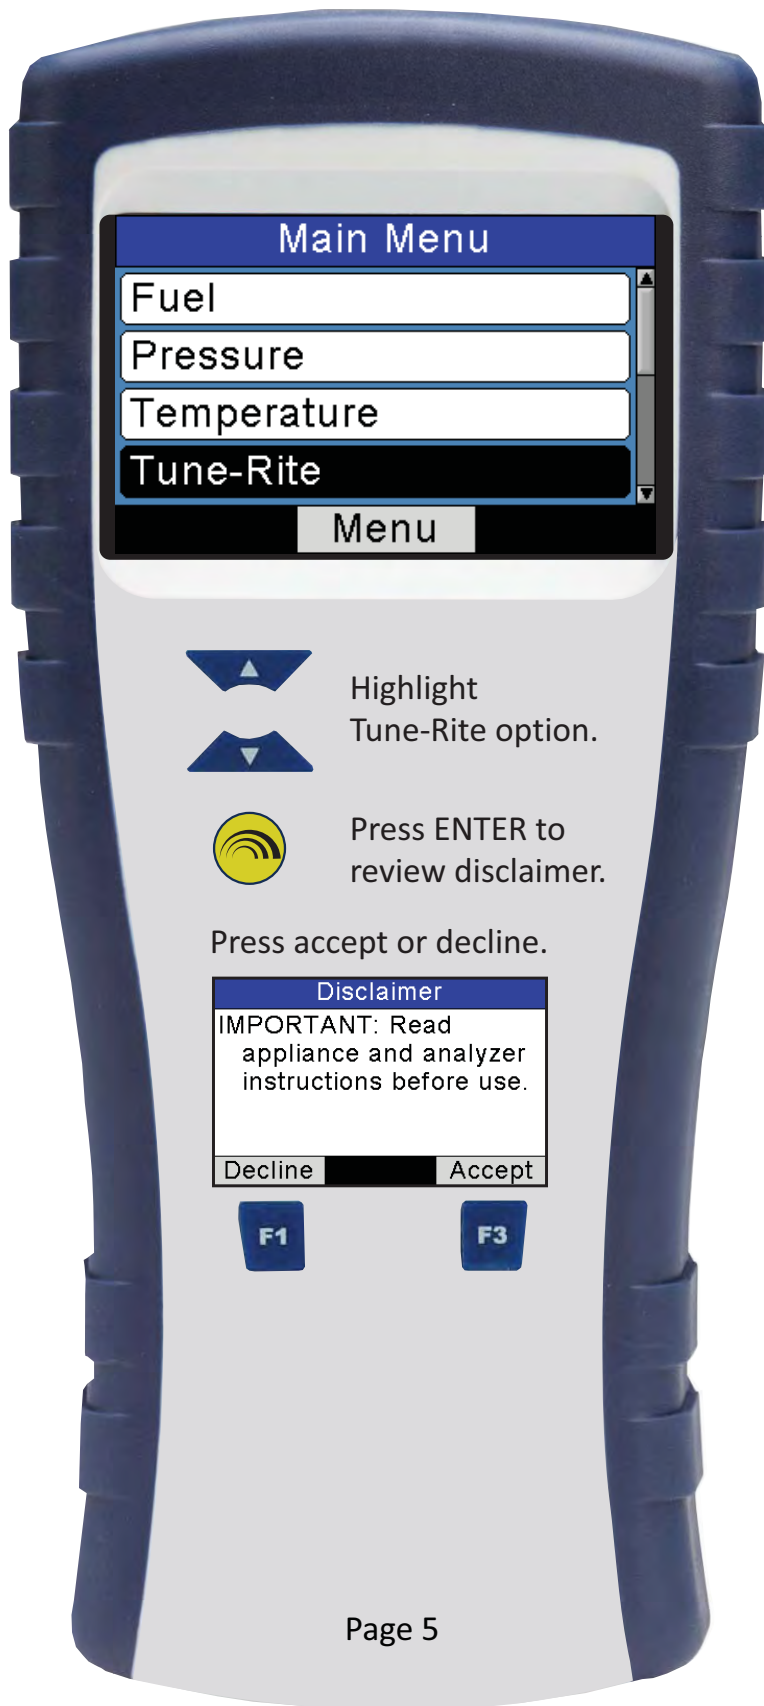 Main Menu
Fuel
Pressure
Temperature
Tune-Rite
Menu
Highlight
Tune-Rite option.
Press ENTER to
review disclaimer.
Press accept or decline.
Disclaimer
IMPORTANT: Read
appliance and analyzer
instructions before use.
Decline Accept
F1 F3
Page 5